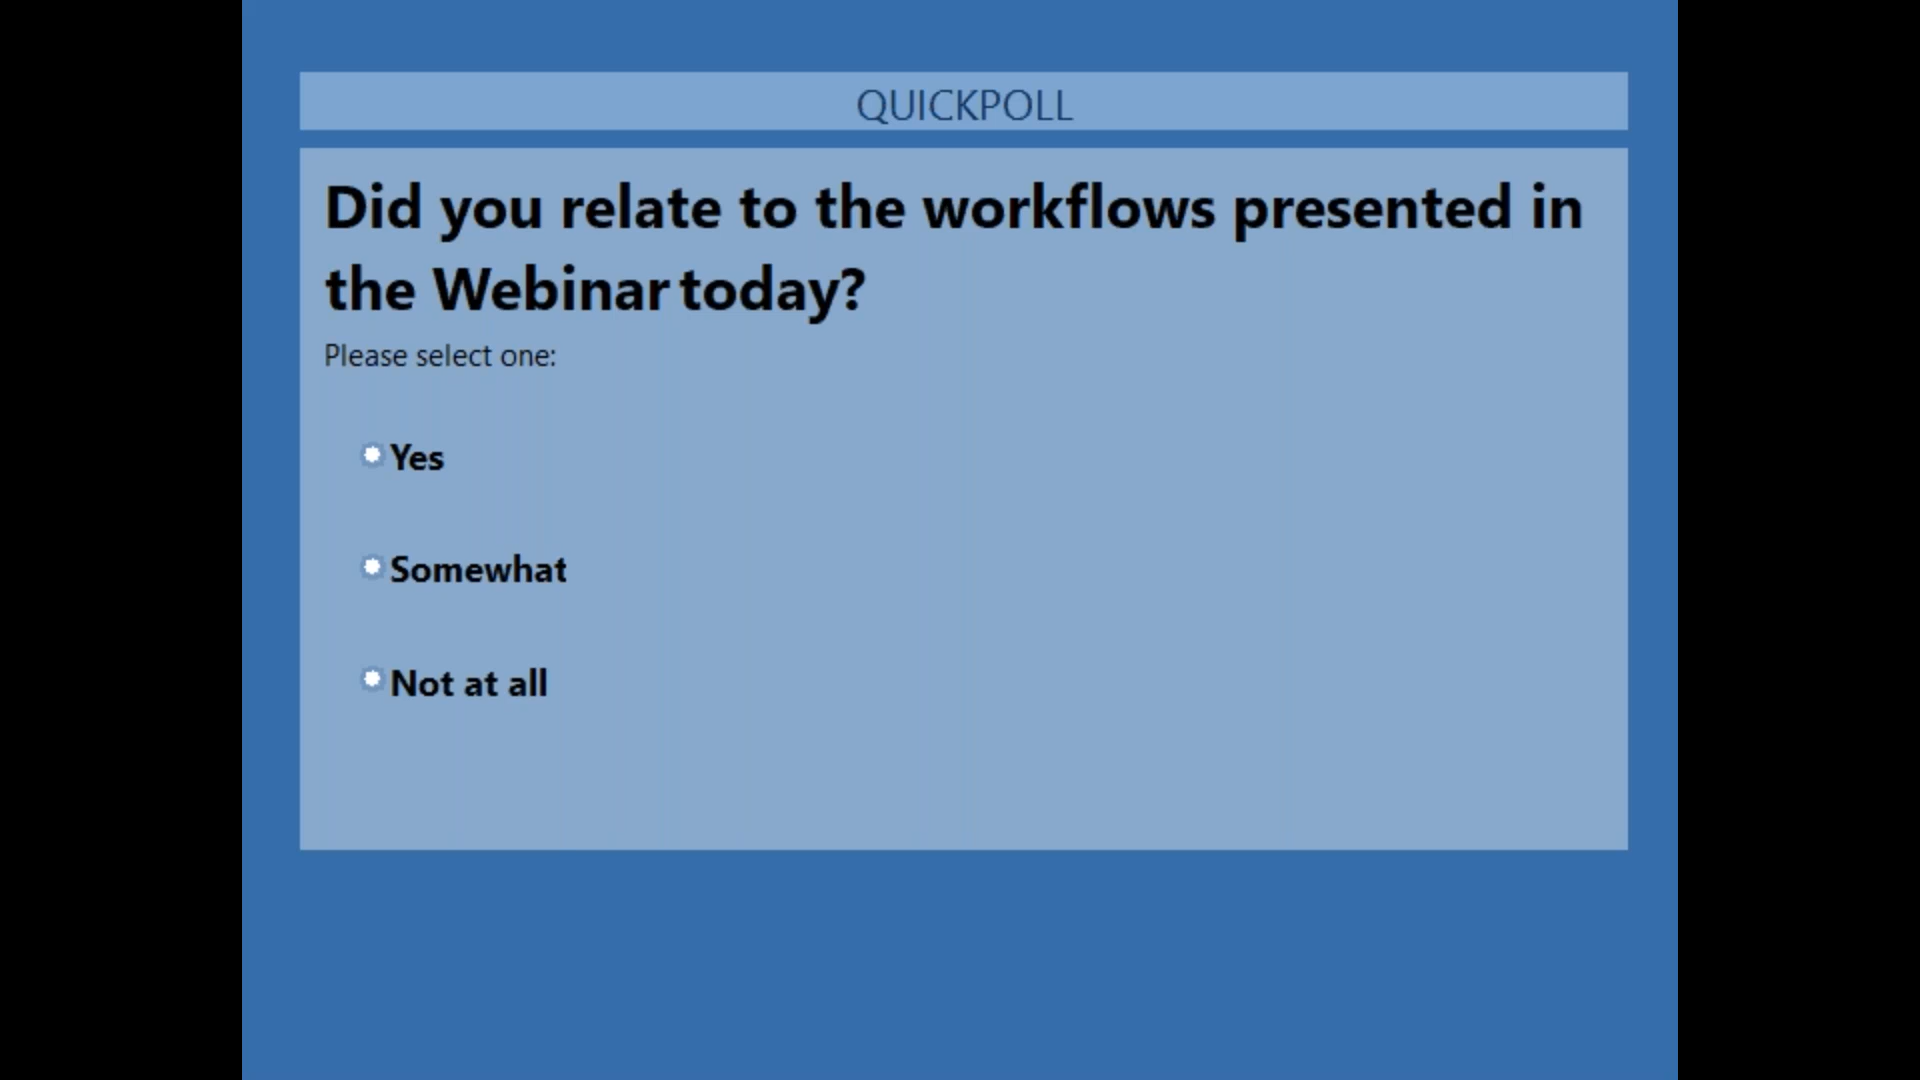 QUICKPOLL
Did you relate to the workflows presented in
the Webinar today?
Please select one:
Yes
Somewhat
Not at all